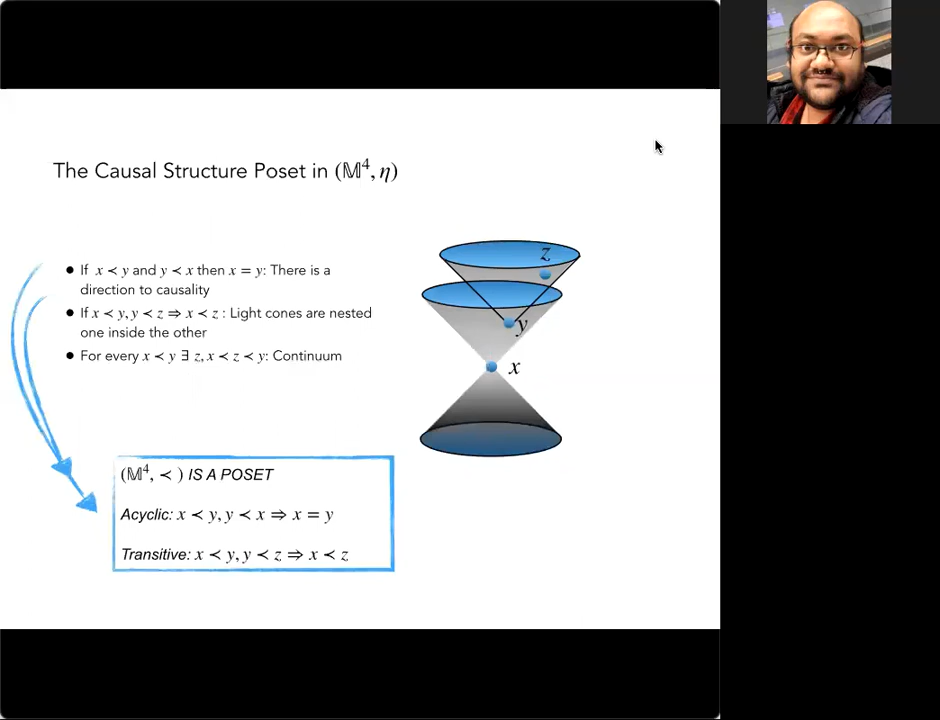 The Causal Structure Poset in (𝕄⁴, η)
● If x ≺ y and y ≺ x then x = y: There is a
direction to causality
● If x ≺ y, y ≺ z ⇒ x ≺ z : Light cones are nested
one inside the other
● For every x ≺ y ∃ z, x ≺ z ≺ y: Continuum
z
y
x
(𝕄⁴, ≺ ) IS A POSET
Acyclic: x ≺ y, y ≺ x ⇒ x = y
Transitive: x ≺ y, y ≺ z ⇒ x ≺ z